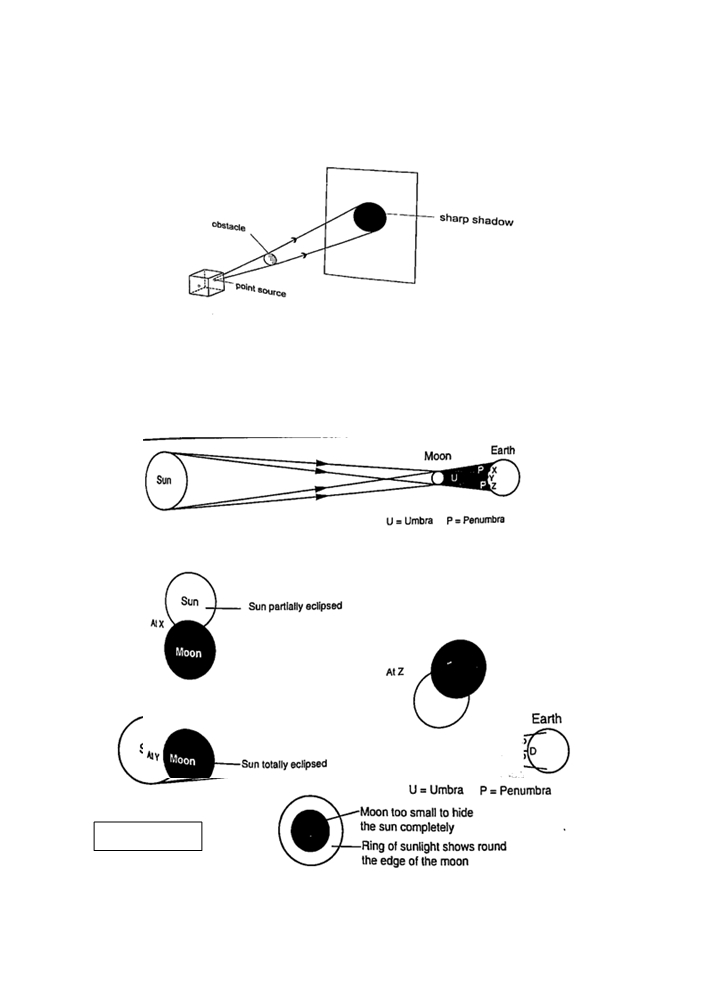 sharp shadow
obstacle
point source
Moon
Earth
Sun
U
P
P
X
Y
Z
U = Umbra P = Penumbra
Sun
Sun partially eclipsed
At X
Moon
At Z
Earth
At Y
Moon
Sun totally eclipsed
D
U = Umbra P = Penumbra
Moon too small to hide
the sun completely
Ring of sunlight shows round
the edge of the moon